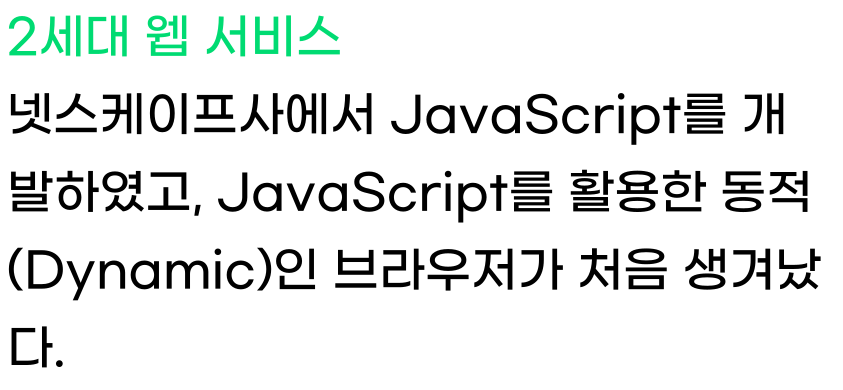 2세대 웹 서비스
넷스케이프사에서 JavaScript를 개
발하였고, JavaScript를 활용한 동적
(Dynamic)인 브라우저가 처음 생겨났
다.